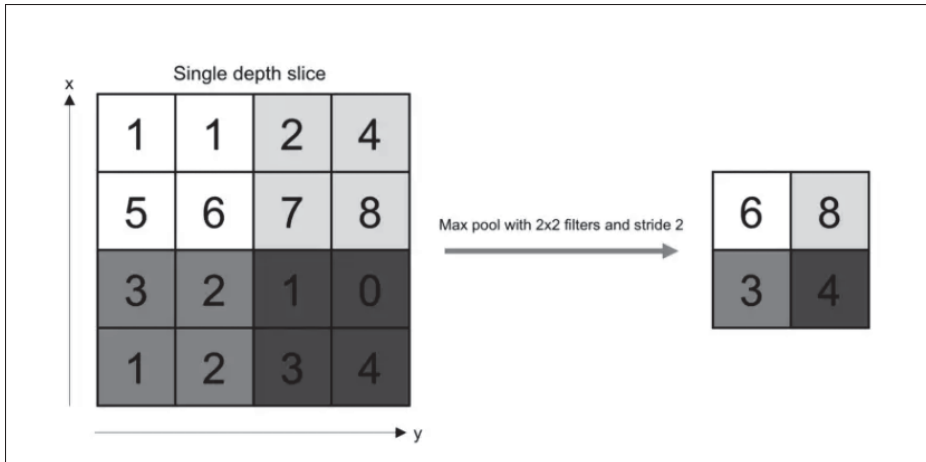 Single depth slice
x
1 1 2 4
5 6 7 8
3 2 1 0
1 2 3 4
y
Max pool with 2x2 filters and stride 2
6 8
3 4